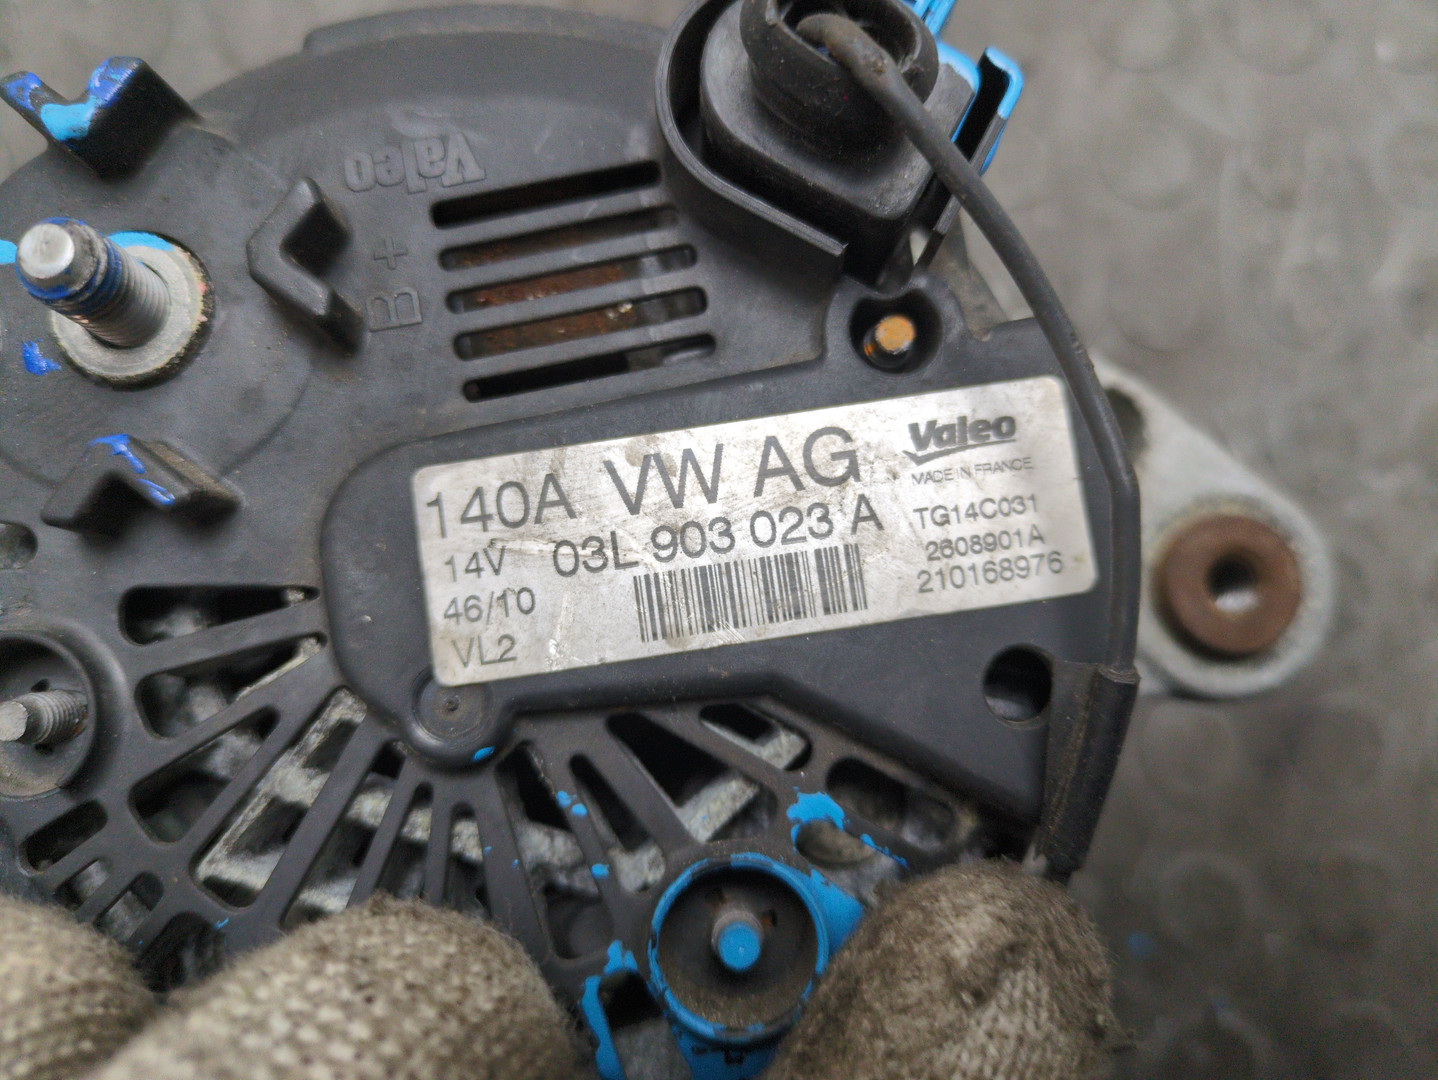 Valeo
B+
140A VW AG
Valeo
MADE IN FRANCE
14V 03L 903 023 A
TG14C031
46/10
2608901A
VL2
210168976